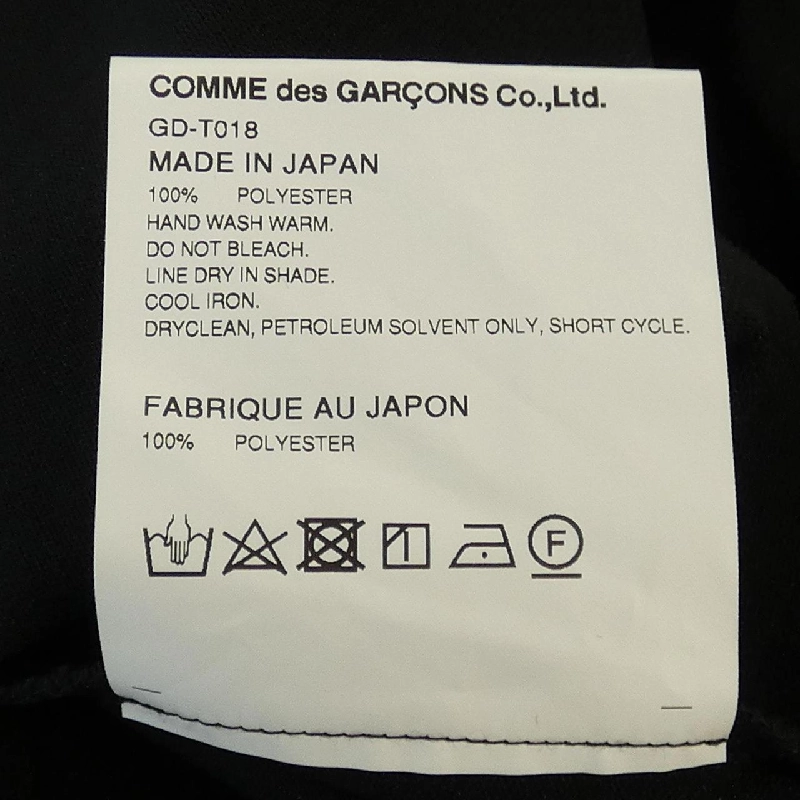 COMME des GARÇONS Co.,Ltd.
GD-T018
MADE IN JAPAN
100% POLYESTER
HAND WASH WARM.
DO NOT BLEACH.
LINE DRY IN SHADE.
COOL IRON.
DRYCLEAN, PETROLEUM SOLVENT ONLY, SHORT CYCLE.
FABRIQUE AU JAPON
100% POLYESTER
F